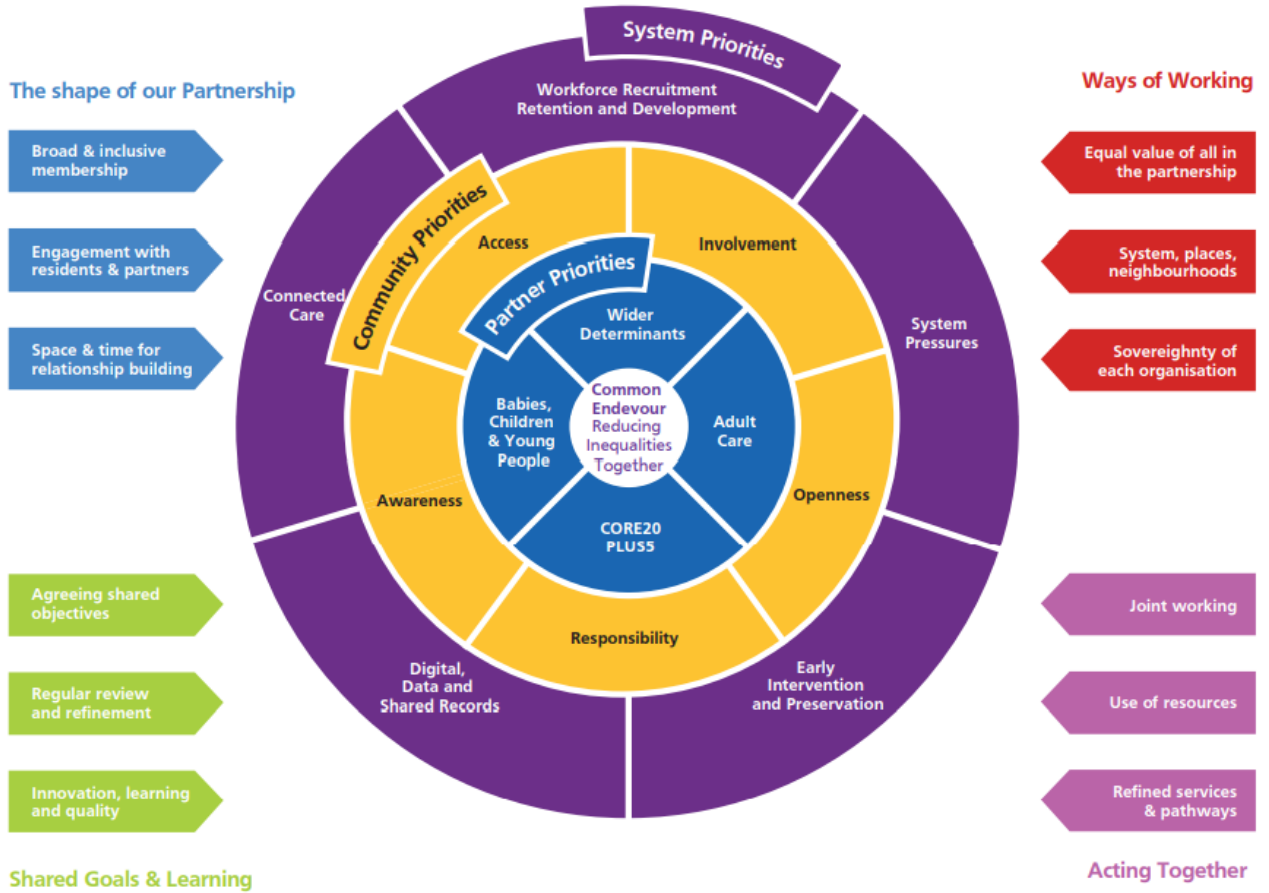 The shape of our Partnership
Broad & inclusive
membership
Engagement with
residents & partners
Space & time for
relationship building
System Priorities
Workforce Recruitment
Retention and Development
Connected
Care
System
Pressures
Digital,
Data and
Shared Records
Early
Intervention
and Preservation
Community Priorities
Access
Involvement
Awareness
Openness
Responsibility
Partner Priorities
Wider
Determinants
Babies,
Children
& Young
People
Adult
Care
CORE20
PLUS5
Common
Endevour
Reducing
Inequalities
Together
Ways of Working
Equal value of all in
the partnership
System, places,
neighbourhoods
Sovereighnty of
each organisation
Agreeing shared
objectives
Regular review
and refinement
Innovation, learning
and quality
Shared Goals & Learning
Joint working
Use of resources
Refined services
& pathways
Acting Together